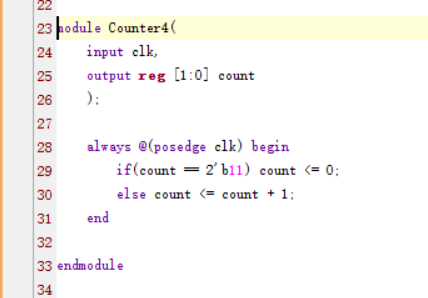 22
23 module Counter4(
24 input clk,
25 output reg [1:0] count
26 );
27
28 always @(posedge clk) begin
29 if(count == 2'b11) count <= 0;
30 else count <= count + 1;
31 end
32
33 endmodule
34